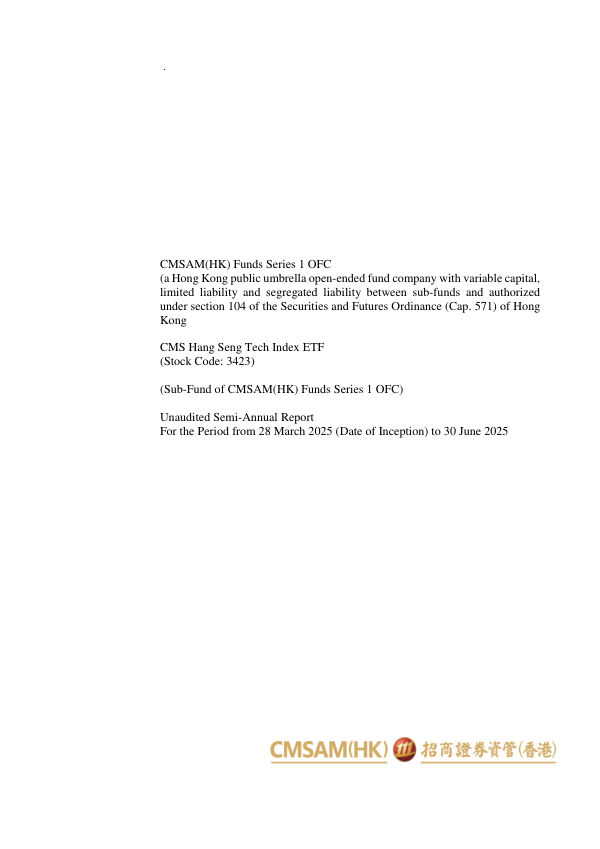 .
CMSAM(HK) Funds Series 1 OFC
(a Hong Kong public umbrella open-ended fund company with variable capital,
limited liability and segregated liability between sub-funds and authorized
under section 104 of the Securities and Futures Ordinance (Cap. 571) of Hong
Kong
CMS Hang Seng Tech Index ETF
(Stock Code: 3423)
(Sub-Fund of CMSAM(HK) Funds Series 1 OFC)
Unaudited Semi-Annual Report
For the Period from 28 March 2025 (Date of Inception) to 30 June 2025
CMSAM(HK) 招商證券資管(香港)